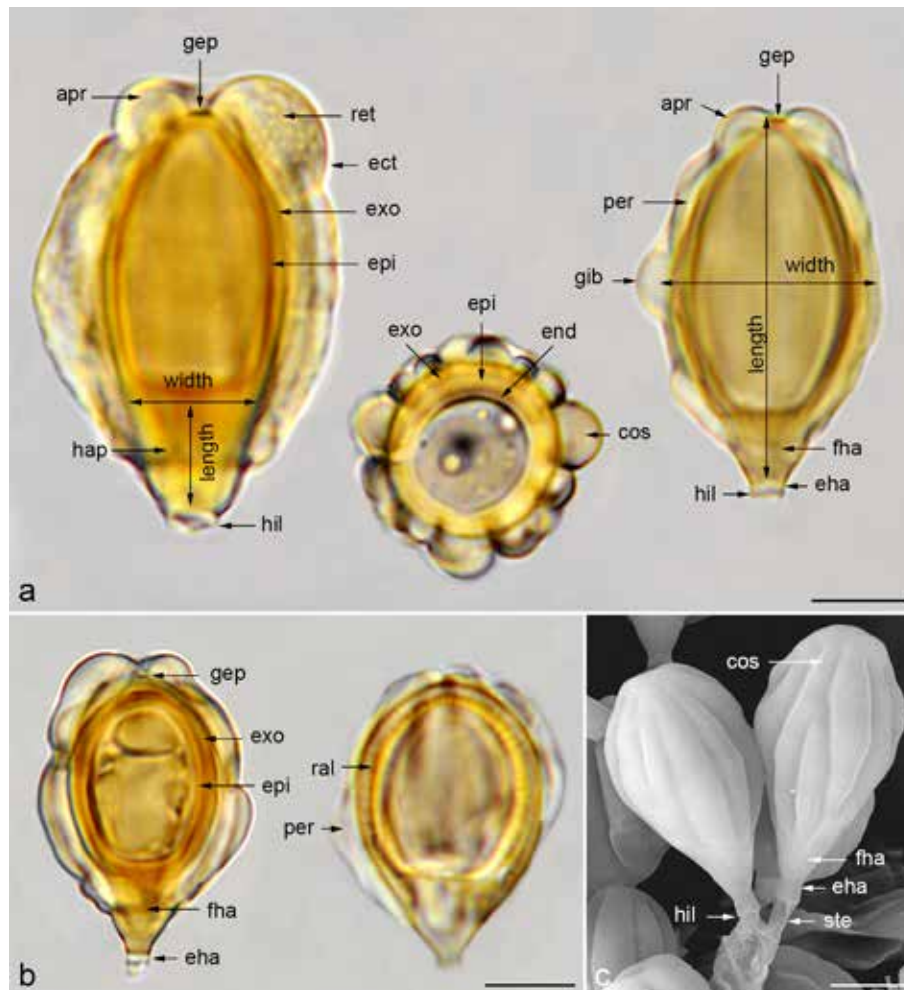 gep
apr
ret
ect
exo
epi
width
length
hap
hil
exo
epi
end
cos
gep
apr
per
width
gib
length
fha
hil
eha
a
gep
exo
epi
fha
eha
ral
per
b
cos
fha
eha
hil
ste
c